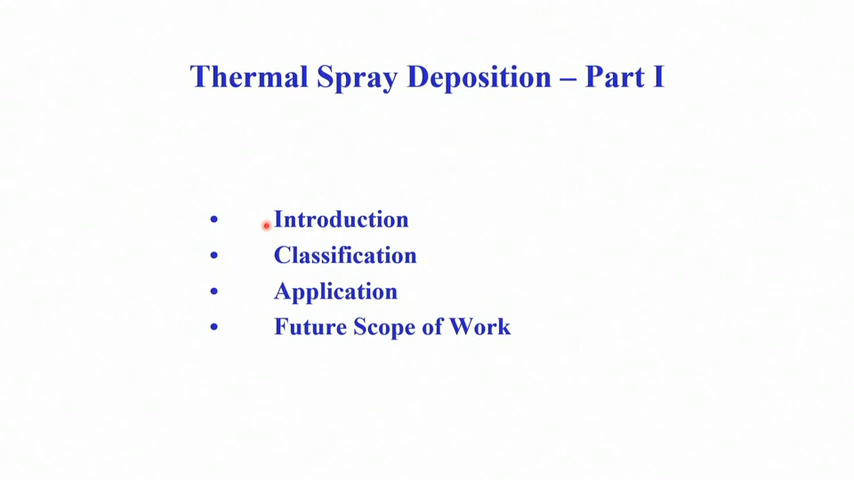 Thermal Spray Deposition – Part I
• Introduction
• Classification
• Application
• Future Scope of Work